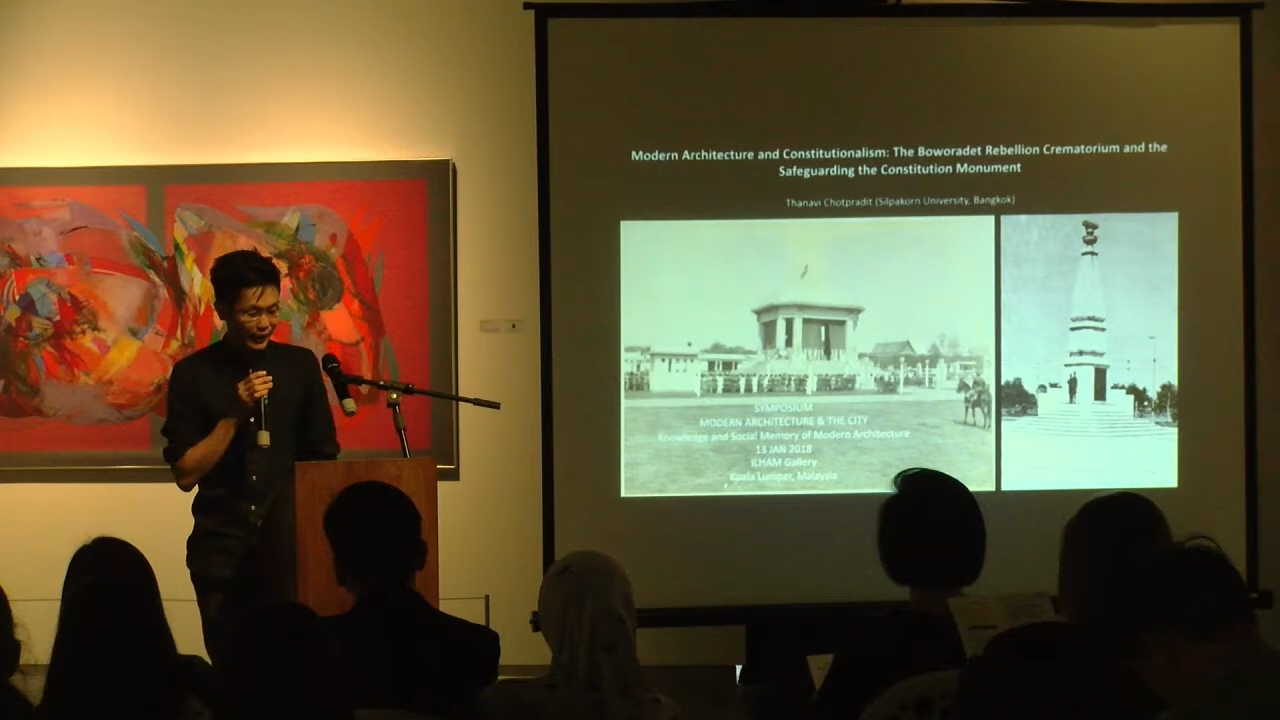 Modern Architecture and Constitutionalism: The Boworadet Rebellion Crematorium and the
Safeguarding the Constitution Monument
Thanavi Chotpradit (Silpakorn University, Bangkok)
SYMPOSIUM
MODERN ARCHITECTURE & THE CITY
Knowledge and Social Memory of Modern Architecture
13 JAN 2018
ILHAM Gallery
Kuala Lumper, Malaysia